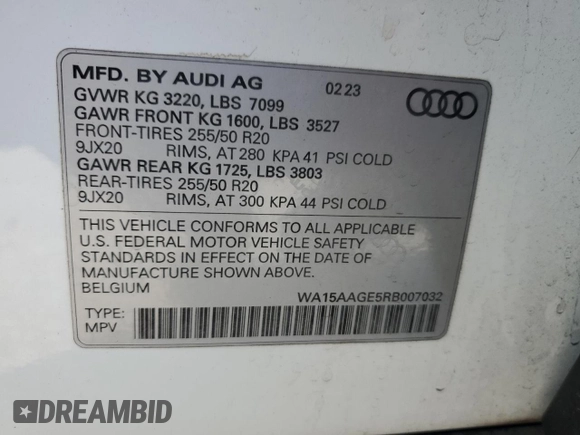 MFD. BY AUDI AG 02 23
GVWR KG 3220, LBS 7099
GAWR FRONT KG 1600, LBS 3527
FRONT-TIRES 255/50 R20
9JX20 RIMS, AT 280 KPA 41 PSI COLD
GAWR REAR KG 1725, LBS 3803
REAR-TIRES 255/50 R20
9JX20 RIMS, AT 300 KPA 44 PSI COLD
THIS VEHICLE CONFORMS TO ALL APPLICABLE
U.S. FEDERAL MOTOR VEHICLE SAFETY
STANDARDS IN EFFECT ON THE DATE OF
MANUFACTURE SHOWN ABOVE.
BELGIUM WA15AAGE5RB007032
TYPE:
MPV
DREAMBID